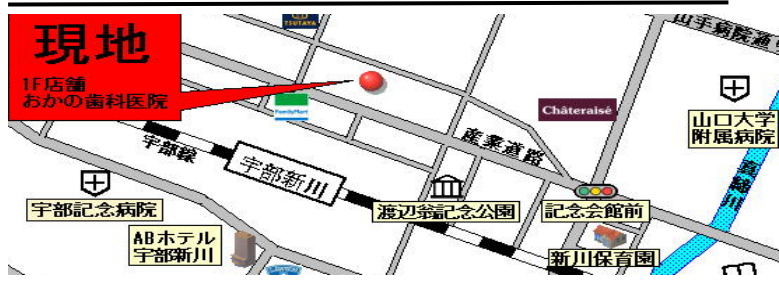 現地
1F店舗
おかの歯科医院
TSUTAYA
FamilyMart
山手病院通り
Châteraisé
山口大学
附属病院
産業道路
真締川
宇部線
宇部新川
宇部記念病院
渡辺翁記念公園
記念会館前
ABホテル
宇部新川
新川保育園